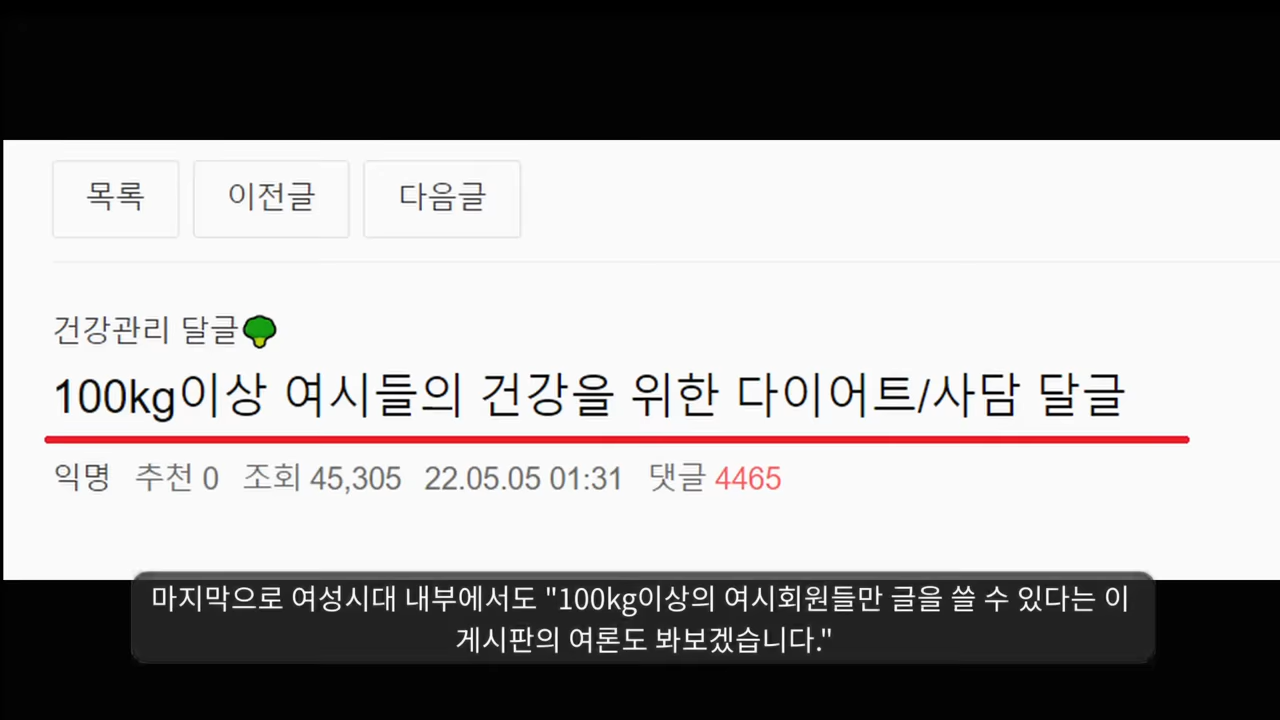 목록 이전글 다음글
건강관리 달글🥦
100kg이상 여시들의 건강을 위한 다이어트/사담 달글
익명 추천 0 조회 45,305 22.05.05 01:31 댓글 4465
마지막으로 여성시대 내부에서도 "100kg이상의 여시회원들만 글을 쓸 수 있다는 이
게시판의 여론도 봐보겠습니다."